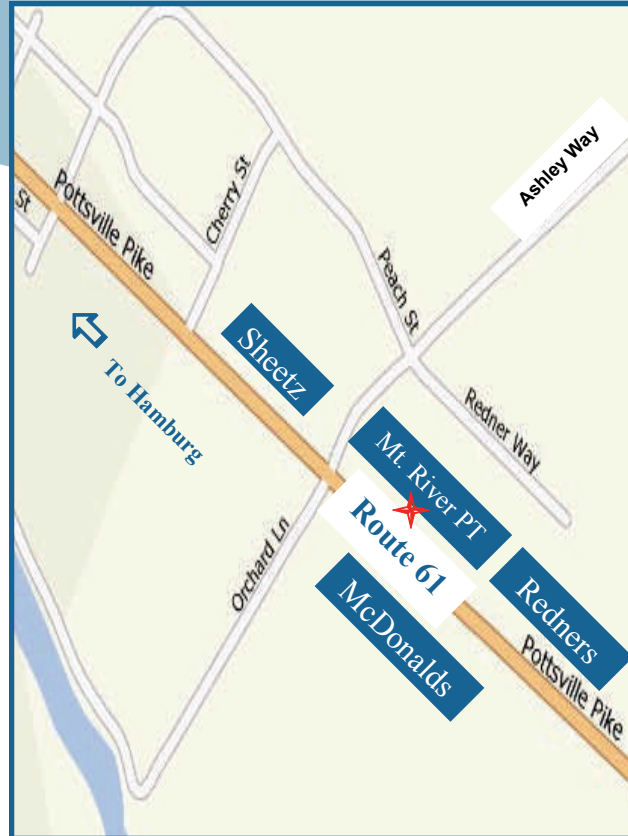 Ashley Way
St
Pottsville Pike
Cherry St
Peach St
To Hamburg
Sheetz
Redner Way
Mt. River PT
Route 61
Orchard Ln
McDonalds
Redners
Pottsville Pike